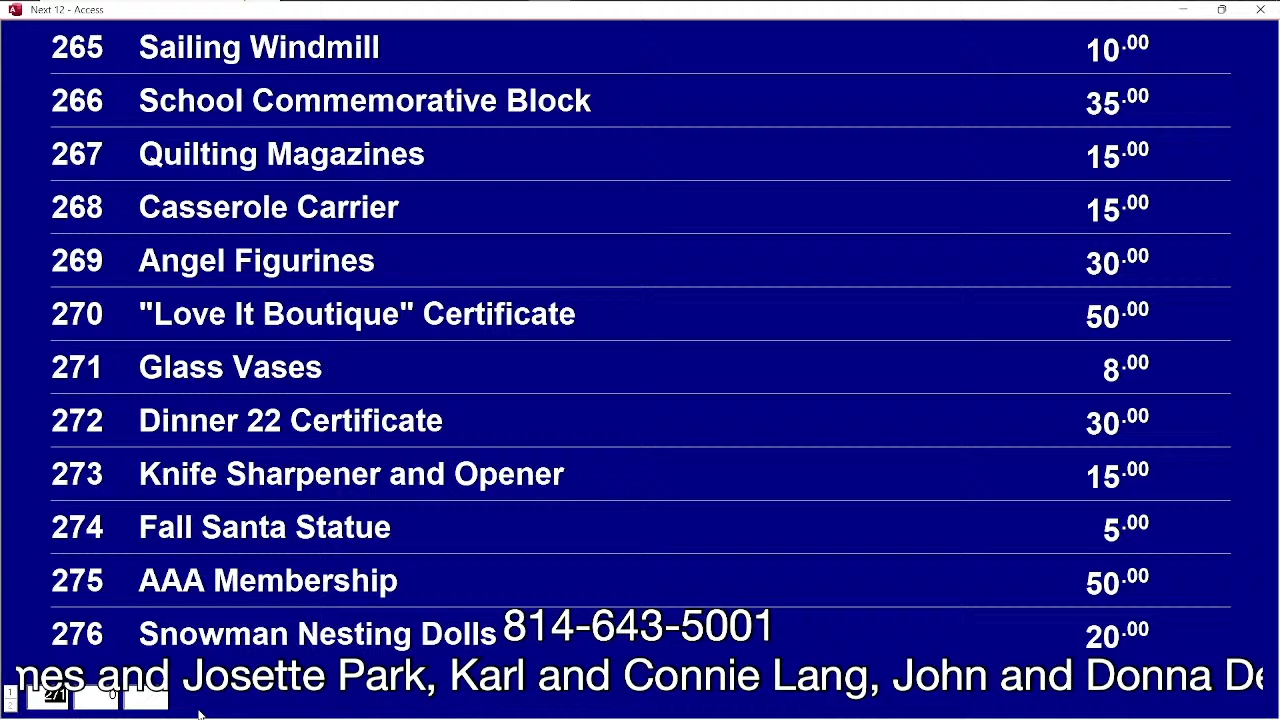 Next 12 - Access
265 Sailing Windmill 10.00
266 School Commemorative Block 35.00
267 Quilting Magazines 15.00
268 Casserole Carrier 15.00
269 Angel Figurines 30.00
270 "Love It Boutique" Certificate 50.00
271 Glass Vases 8.00
272 Dinner 22 Certificate 30.00
273 Knife Sharpener and Opener 15.00
274 Fall Santa Statue 5.00
275 AAA Membership 50.00
276 Snowman Nesting Dolls 20.00
814-643-5001
mes and Josette Park, Karl and Connie Lang, John and Donna De
1
2
271